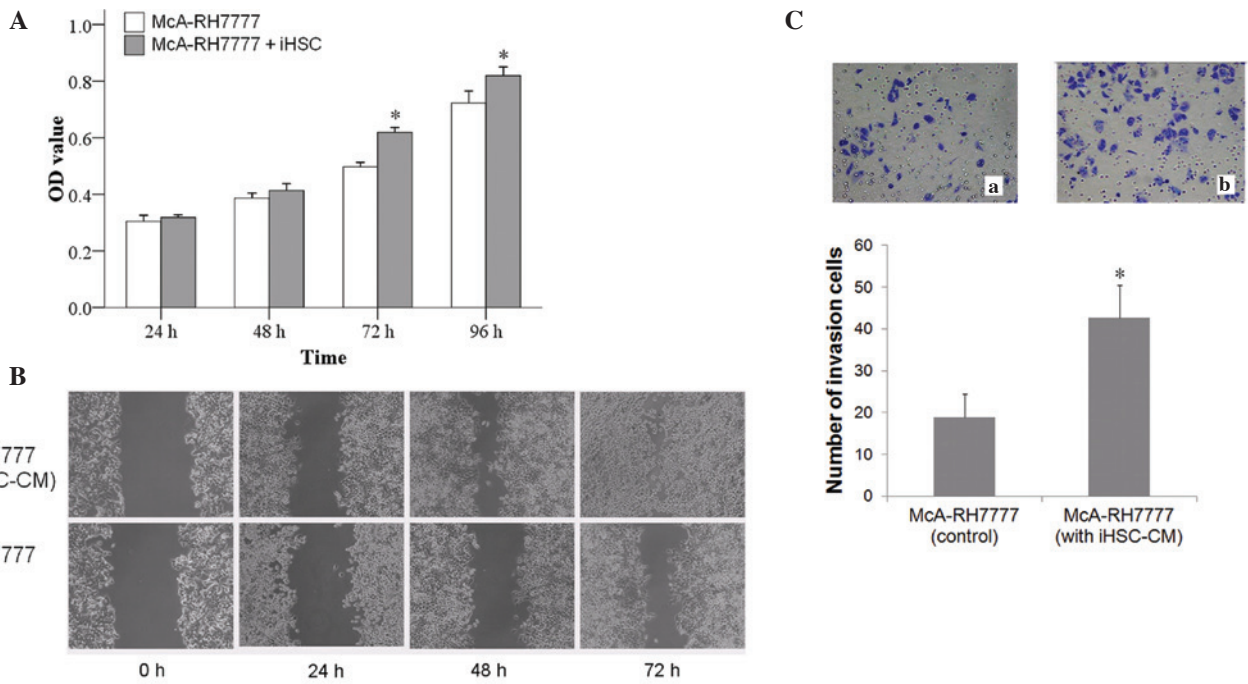 A
McA-RH7777
McA-RH7777 + iHSC
OD value
1.0
0.8
0.6
0.4
0.2
0.0
*
*
24 h
48 h
72 h
96 h
Time
B
777
C-CM)
777
0 h
24 h
48 h
72 h
C
a
b
Number of invasion cells
60
50
40
30
20
10
0
*
McA-RH7777
(control)
McA-RH7777
(with iHSC-CM)